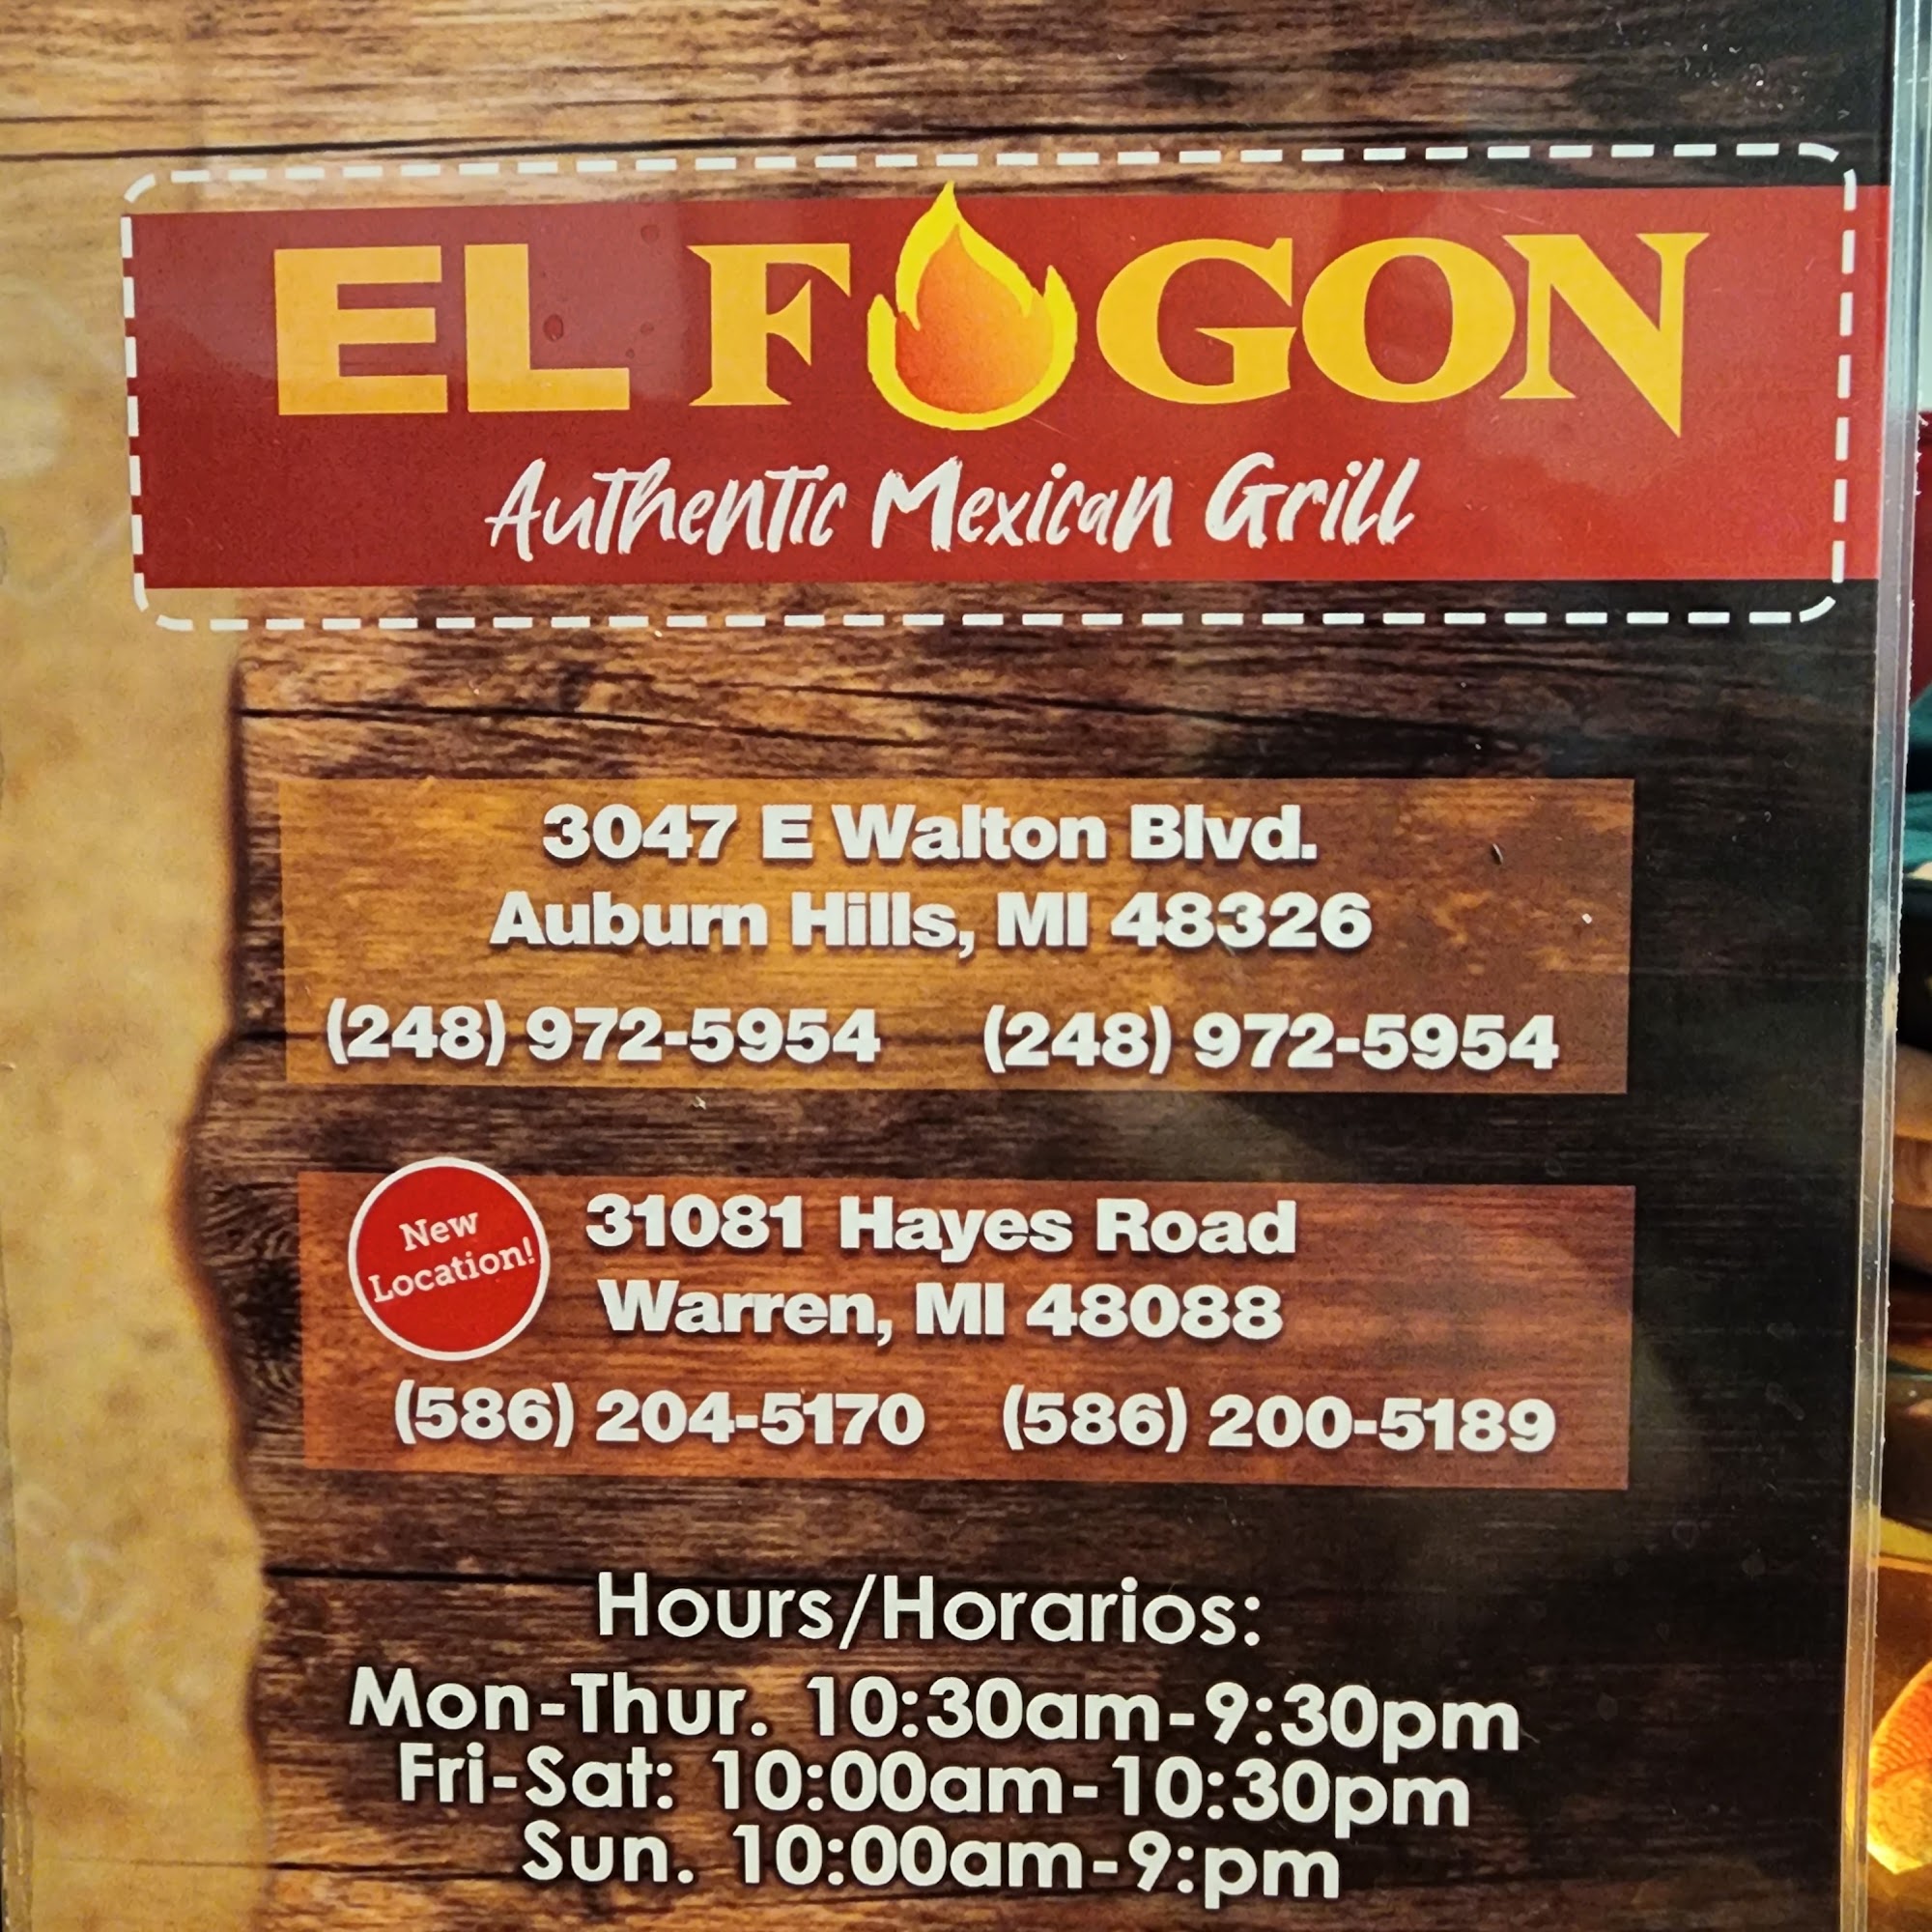 EL FOGON
Authentic Mexican Grill
3047 E Walton Blvd.
Auburn Hills, MI 48326
(248) 972-5954 (248) 972-5954
New
Location!
31081 Hayes Road
Warren, MI 48088
(586) 204-5170 (586) 200-5189
Hours/Horarios:
Mon-Thur. 10:30am-9:30pm
Fri-Sat: 10:00am-10:30pm
Sun. 10:00am-9:pm